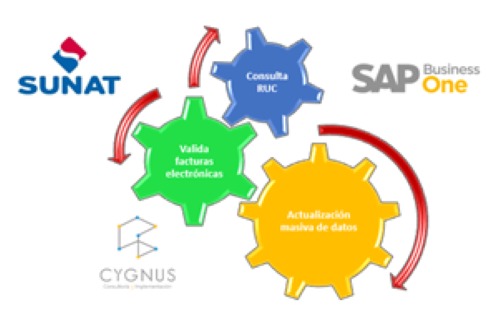 SUNAT
Consulta
RUC
SAP Business
One
Valida
facturas
electrónicas
Actualización
masiva de datos
CYGNUS
Consultoría | Implementación